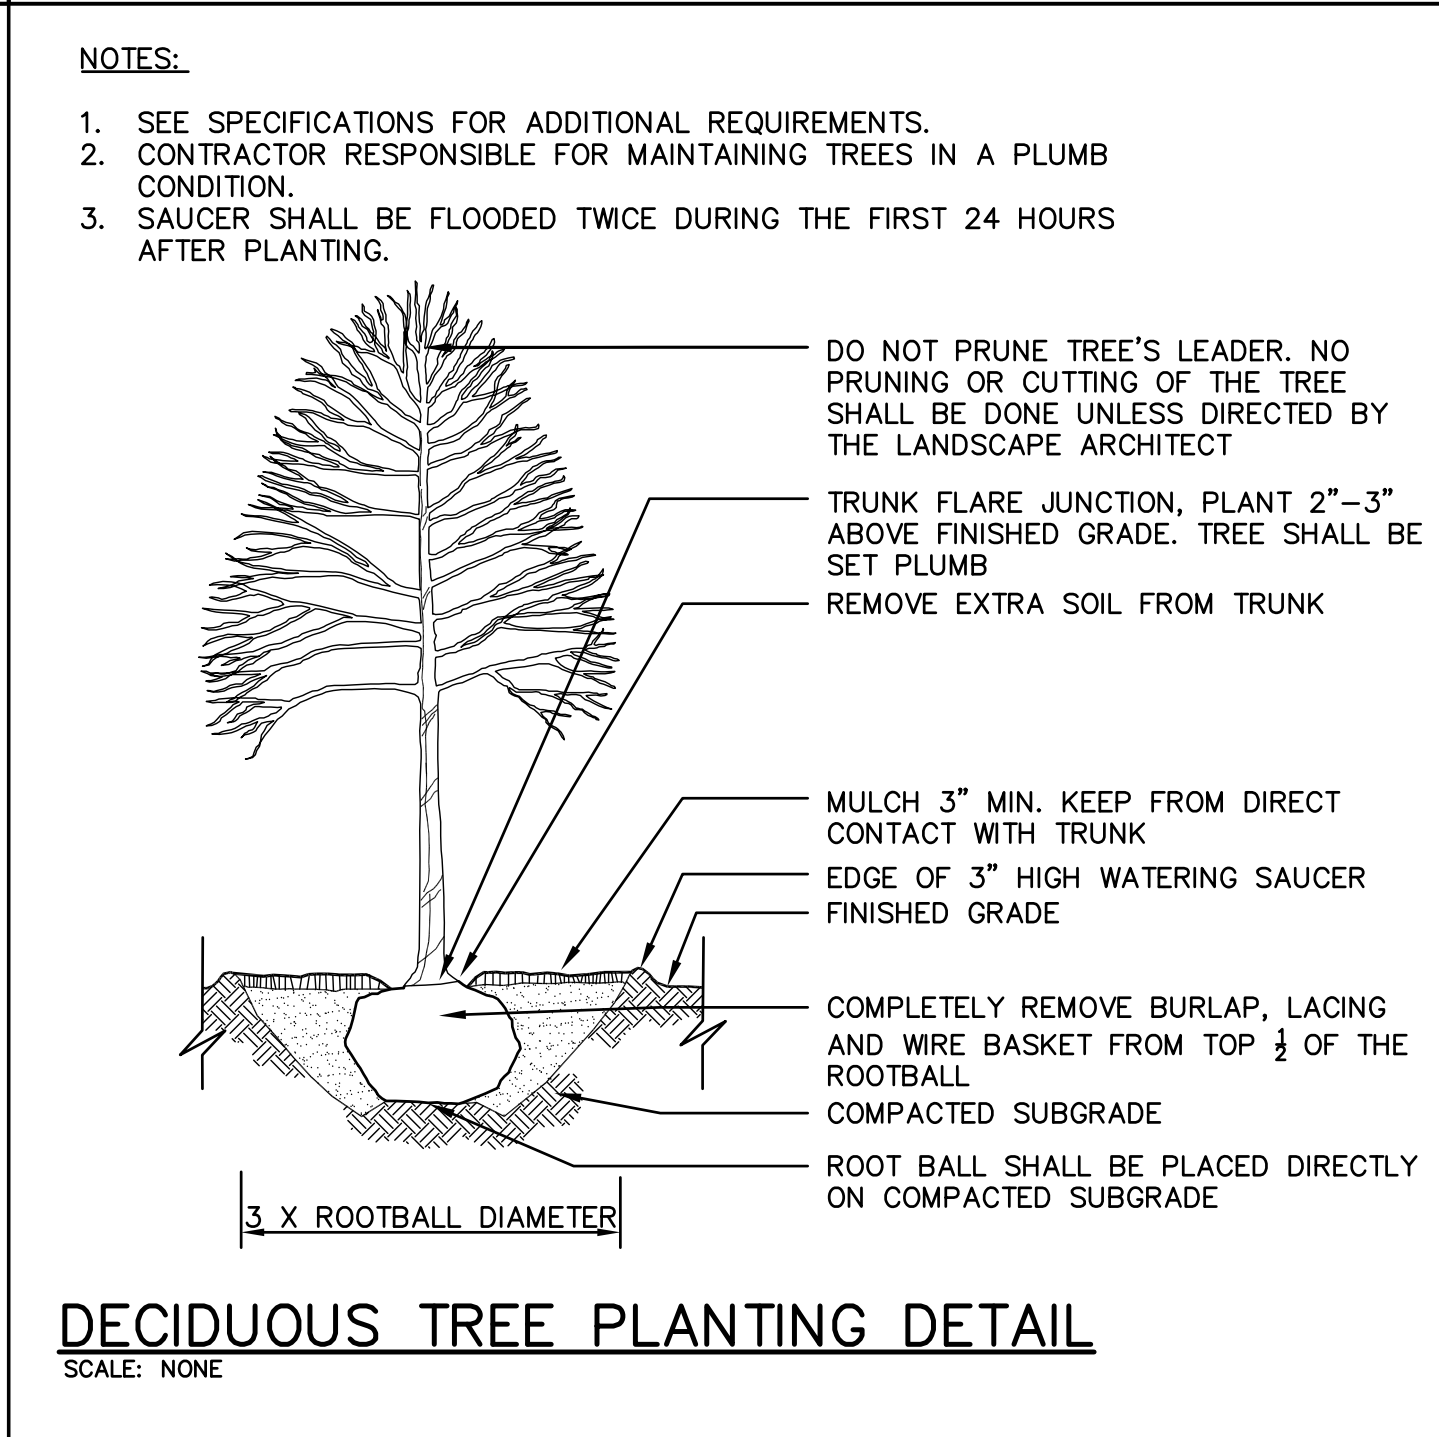 NOTES:
1. SEE SPECIFICATIONS FOR ADDITIONAL REQUIREMENTS.
2. CONTRACTOR RESPONSIBLE FOR MAINTAINING TREES IN A PLUMB
CONDITION.
3. SAUCER SHALL BE FLOODED TWICE DURING THE FIRST 24 HOURS
AFTER PLANTING.
DO NOT PRUNE TREE'S LEADER. NO
PRUNING OR CUTTING OF THE TREE
SHALL BE DONE UNLESS DIRECTED BY
THE LANDSCAPE ARCHITECT
TRUNK FLARE JUNCTION, PLANT 2"-3"
ABOVE FINISHED GRADE. TREE SHALL BE
SET PLUMB
REMOVE EXTRA SOIL FROM TRUNK
MULCH 3" MIN. KEEP FROM DIRECT
CONTACT WITH TRUNK
EDGE OF 3" HIGH WATERING SAUCER
FINISHED GRADE
COMPLETELY REMOVE BURLAP, LACING
AND WIRE BASKET FROM TOP ½ OF THE
ROOTBALL
COMPACTED SUBGRADE
ROOT BALL SHALL BE PLACED DIRECTLY
ON COMPACTED SUBGRADE
3 X ROOTBALL DIAMETER
DECIDUOUS TREE PLANTING DETAIL
SCALE: NONE